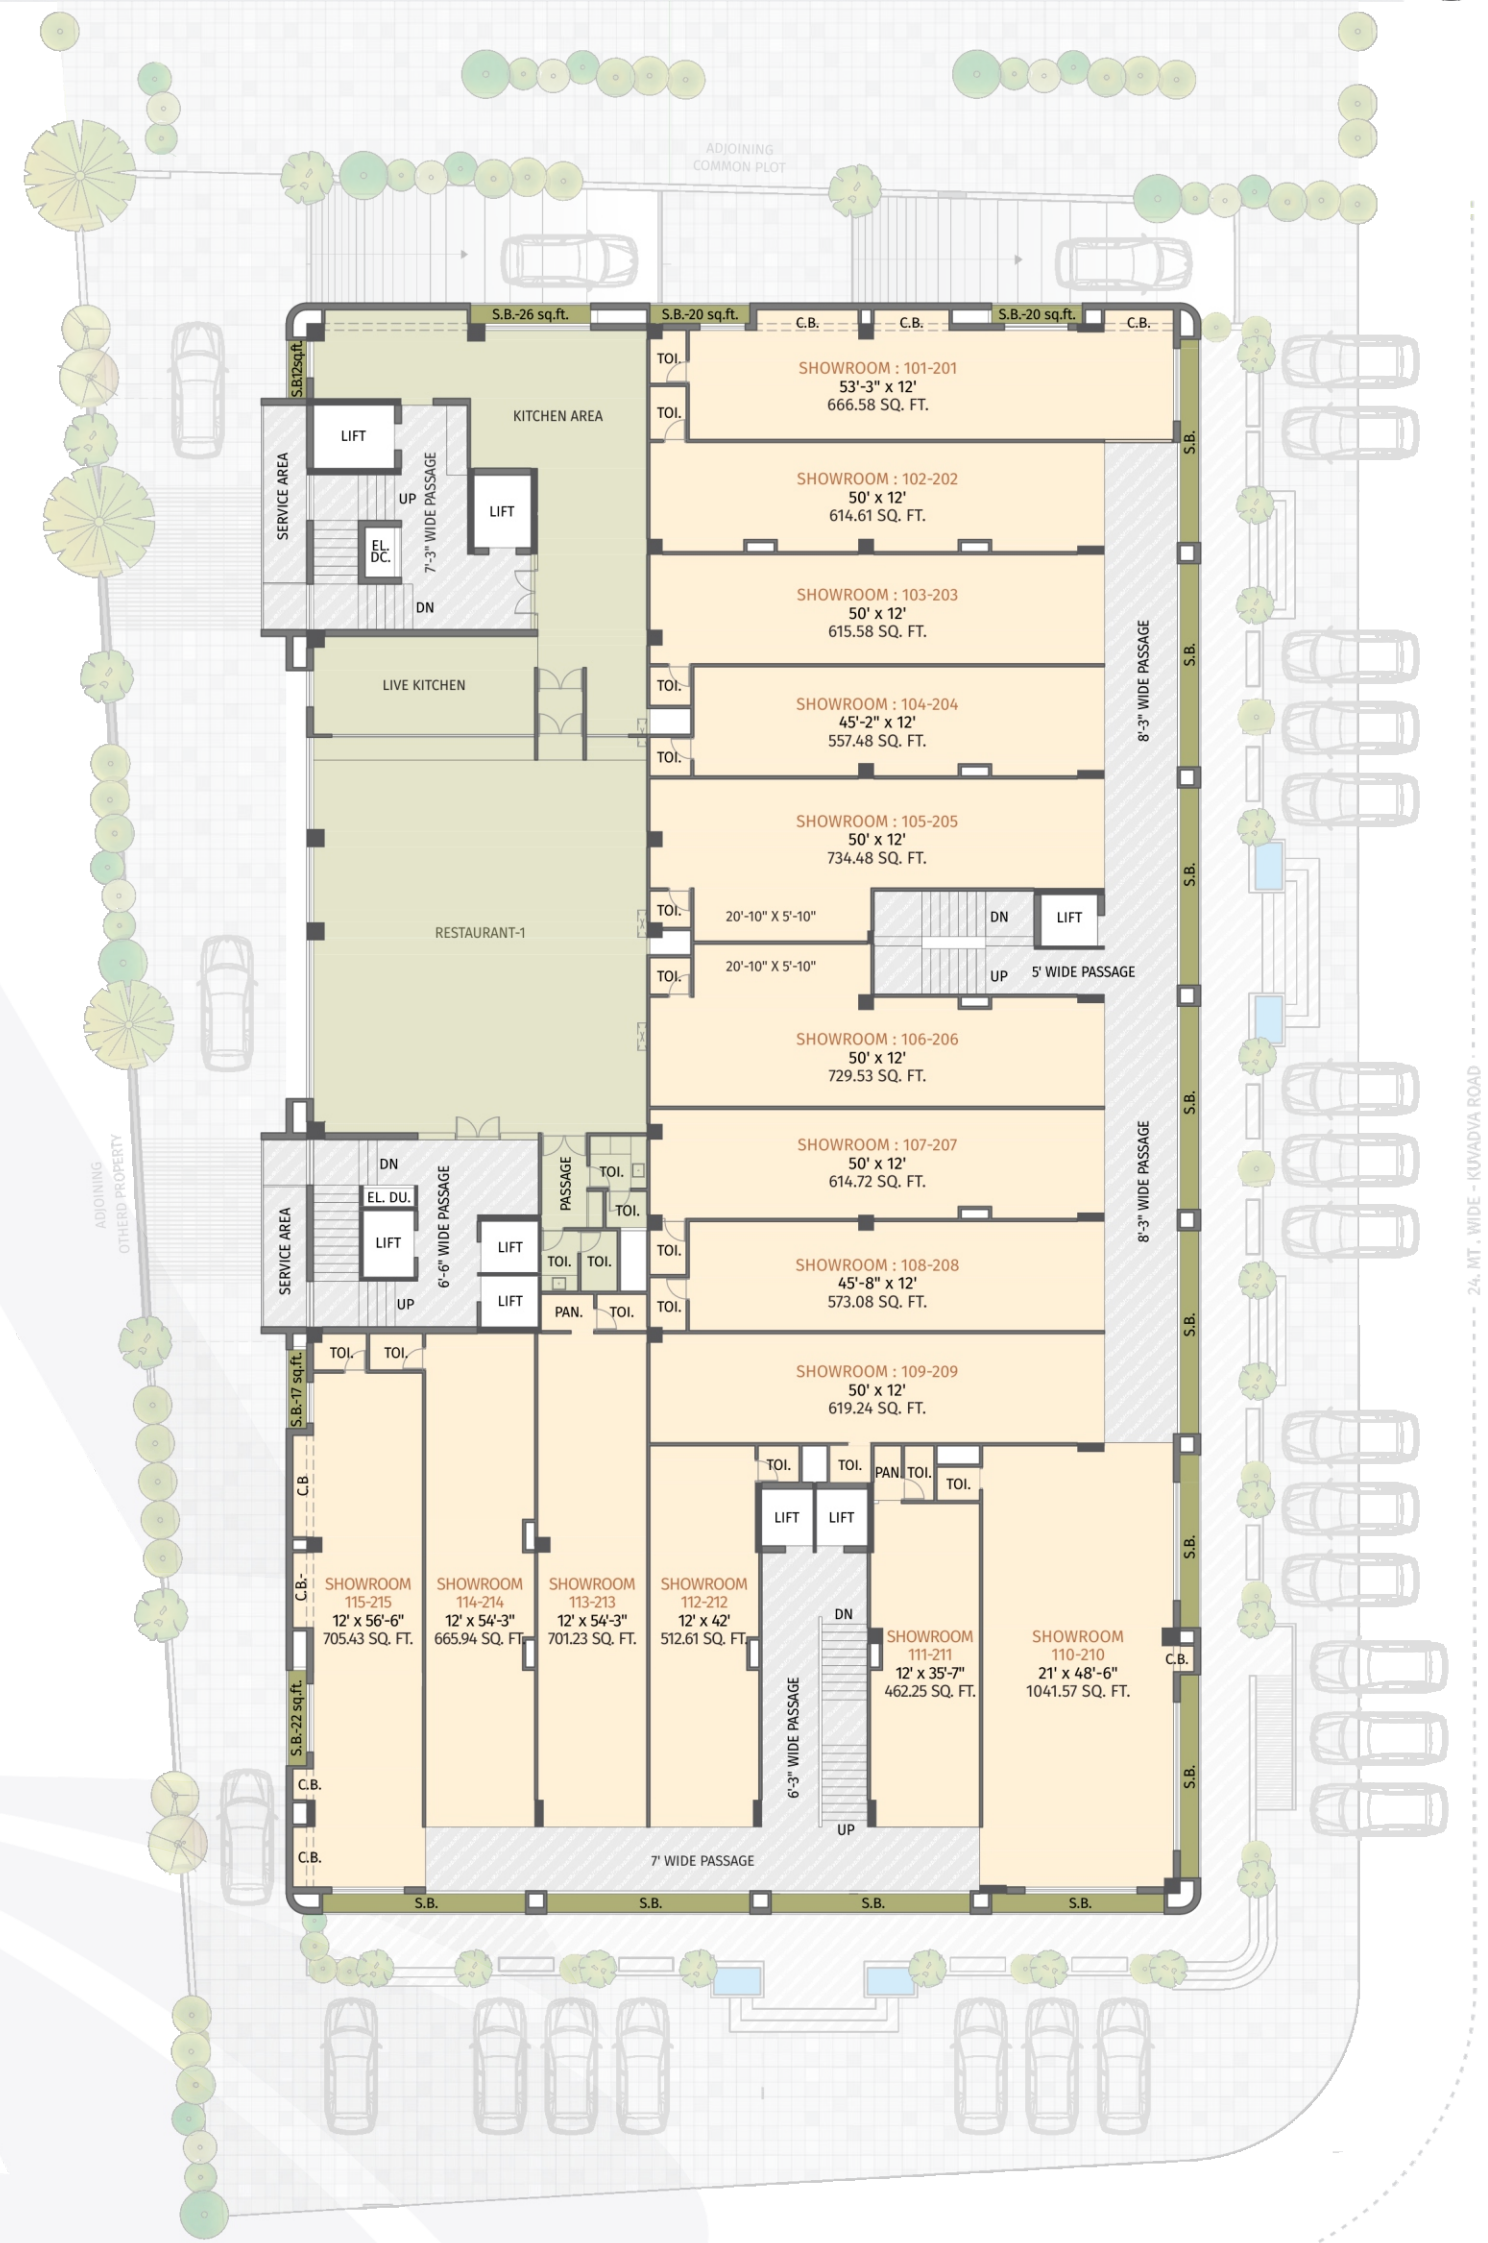 ADJOINING
COMMON PLOT
S.B.-26 sq.ft.
S.B.-20 sq.ft.
C.B.
C.B.
S.B.-20 sq.ft.
C.B.
S.B.12sq.ft.
KITCHEN AREA
TOI.
TOI.
SHOWROOM : 101-201
53'-3" x 12'
666.58 SQ. FT.
S.B.
LIFT
SERVICE AREA
UP
7'-3" WIDE PASSAGE
LIFT
EL.
DC.
DN
SHOWROOM : 102-202
50' x 12'
614.61 SQ. FT.
SHOWROOM : 103-203
50' x 12'
615.58 SQ. FT.
8'-3" WIDE PASSAGE
S.B.
LIVE KITCHEN
TOI.
TOI.
SHOWROOM : 104-204
45'-2" x 12'
557.48 SQ. FT.
SHOWROOM : 105-205
50' x 12'
734.48 SQ. FT.
S.B.
RESTAURANT-1
TOI.
20'-10" X 5'-10"
DN
LIFT
TOI.
20'-10" X 5'-10"
UP
5' WIDE PASSAGE
SHOWROOM : 106-206
50' x 12'
729.53 SQ. FT.
S.B.
24. MT. WIDE - KUVADVA ROAD
ADJOINING
OTHERD PROPERTY
DN
EL. DU.
LIFT
SERVICE AREA
UP
6'-6" WIDE PASSAGE
LIFT
LIFT
PASSAGE
TOI.
TOI.
TOI.
TOI.
PAN.
TOI.
SHOWROOM : 107-207
50' x 12'
614.72 SQ. FT.
8'-3" WIDE PASSAGE
TOI.
TOI.
SHOWROOM : 108-208
45'-8" x 12'
573.08 SQ. FT.
S.B.
SHOWROOM : 109-209
50' x 12'
619.24 SQ. FT.
TOI.
TOI.
S.B.-17 sq.ft.
C.B
C.B.-
S.B.-22 sq.ft.
C.B.
C.B.
SHOWROOM
115-215
12' x 56'-6"
705.43 SQ. FT.
SHOWROOM
114-214
12' x 54'-3"
665.94 SQ. FT.
SHOWROOM
113-213
12' x 54'-3"
701.23 SQ. FT.
SHOWROOM
112-212
12' x 42'
512.61 SQ. FT.
TOI.
TOI.
PAN
TOI.
TOI.
LIFT
LIFT
DN
6'-3" WIDE PASSAGE
UP
SHOWROOM
111-211
12' x 35'-7"
462.25 SQ. FT.
SHOWROOM
110-210
21' x 48'-6"
1041.57 SQ. FT.
S.B.
C.B.
S.B.
7' WIDE PASSAGE
S.B.
S.B.
S.B.
S.B.